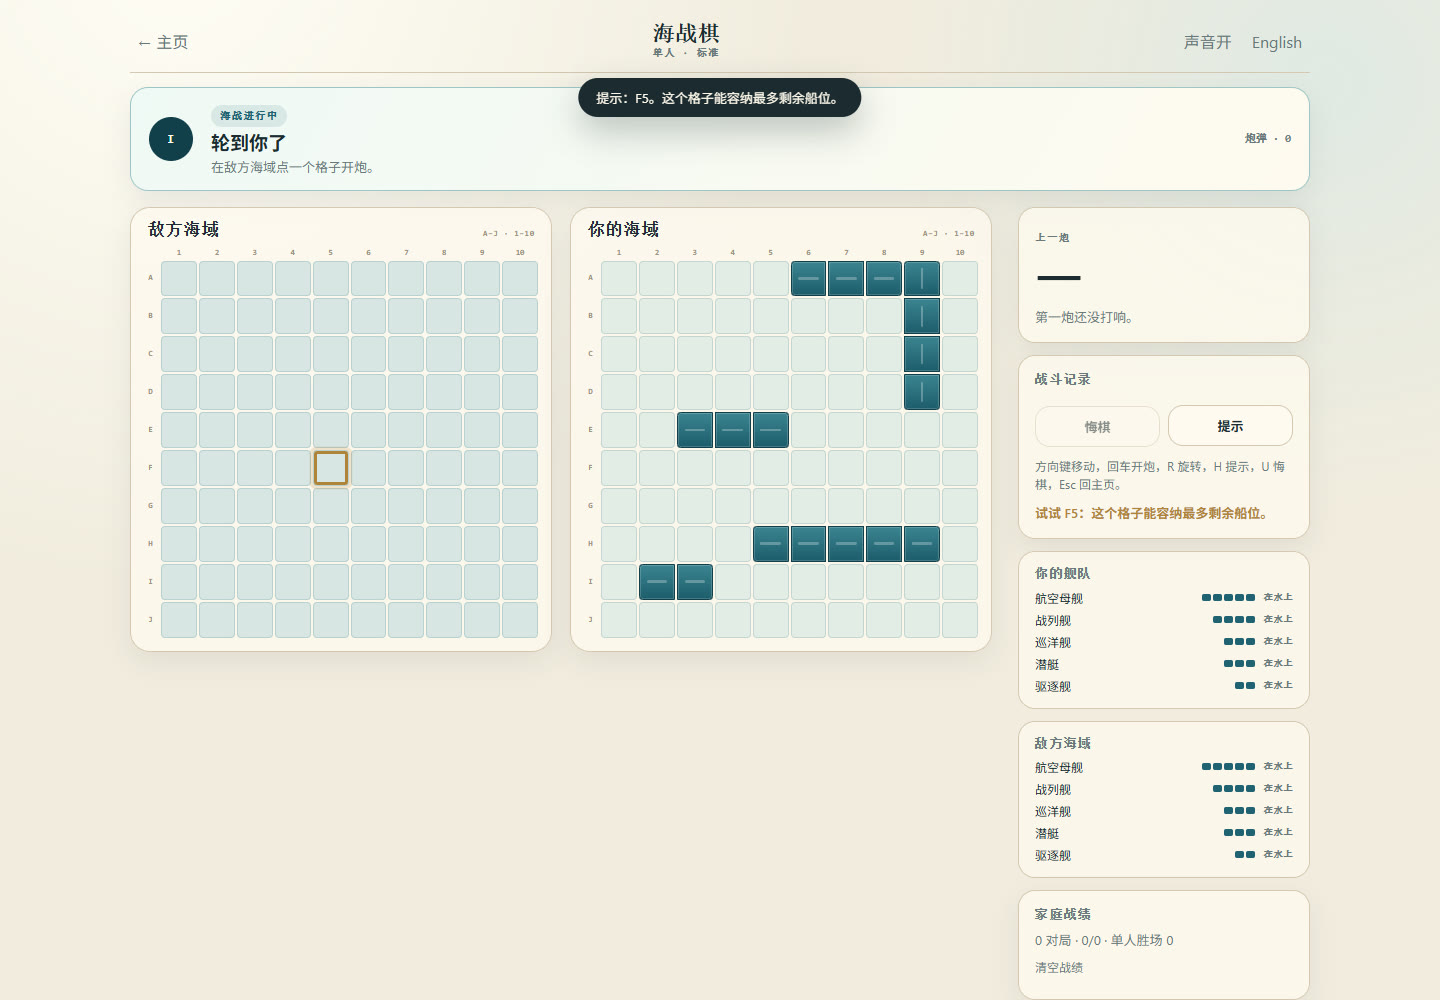 ← 主页
海战棋
单人 · 标准
声音开 English
提示：F5。这个格子能容纳最多剩余船位。
I
海战进行中
轮到你了
在敌方海域点一个格子开炮。
炮弹 · 0
敌方海域
A-J · 1-10
1 2 3 4 5 6 7 8 9 10
A
B
C
D
E
F
G
H
I
J
你的海域
A-J · 1-10
1 2 3 4 5 6 7 8 9 10
A
B
C
D
E
F
G
H
I
J
上一炮
—
第一炮还没打响。
战斗记录
悔棋 提示
方向键移动，回车开炮，R 旋转，H 提示，U 悔
棋，Esc 回主页。
试试 F5：这个格子能容纳最多剩余船位。
你的舰队
航空母舰 在水上
战列舰 在水上
巡洋舰 在水上
潜艇 在水上
驱逐舰 在水上
敌方海域
航空母舰 在水上
战列舰 在水上
巡洋舰 在水上
潜艇 在水上
驱逐舰 在水上
家庭战绩
0 对局 · 0/0 · 单人胜场 0
清空战绩